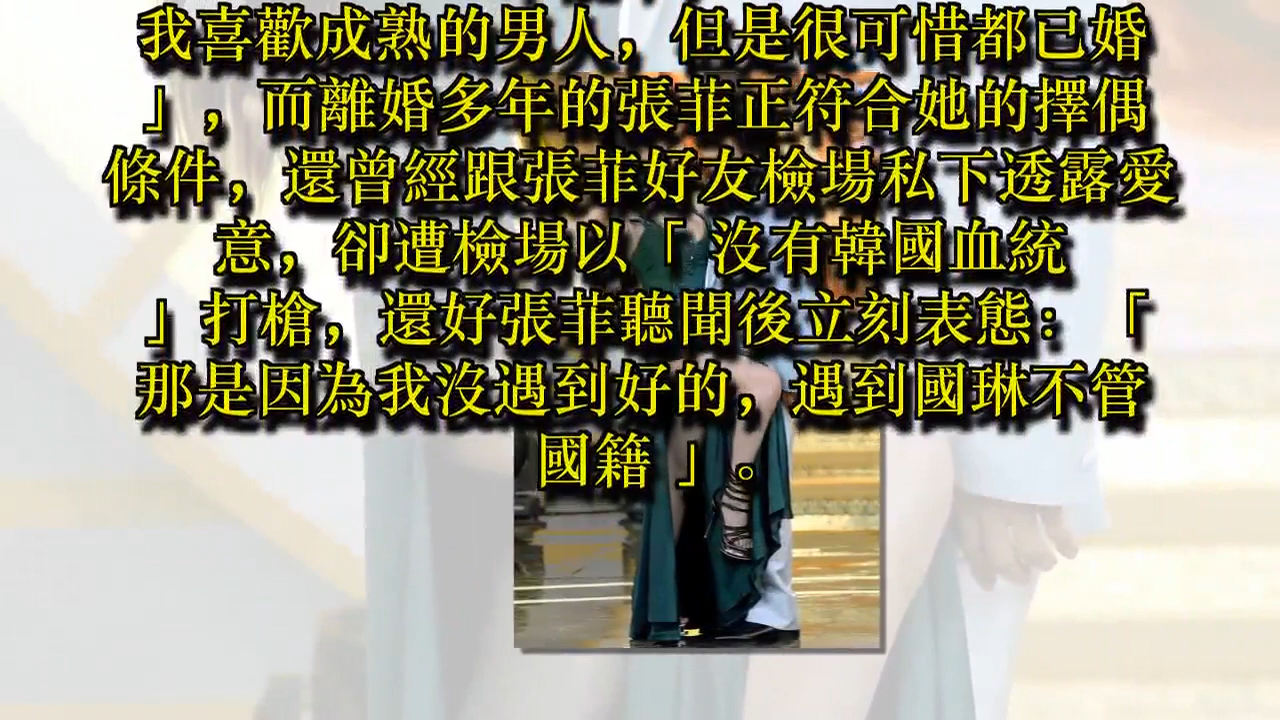 我喜歡成熟的男人，但是很可惜都已婚
」，而離婚多年的張菲正符合她的擇偶
條件，還曾經跟張菲好友檢場私下透露愛
意，卻遭檢場以「 沒有韓國血統
」打槍，還好張菲聽聞後立刻表態：「
那是因為我沒遇到好的，遇到國琳不管
國籍 」。